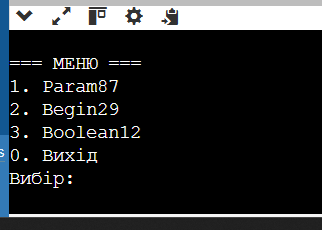 === МЕНЮ ===
1. Param87
2. Begin29
3. Boolean12
0. Вихід
Вибір: